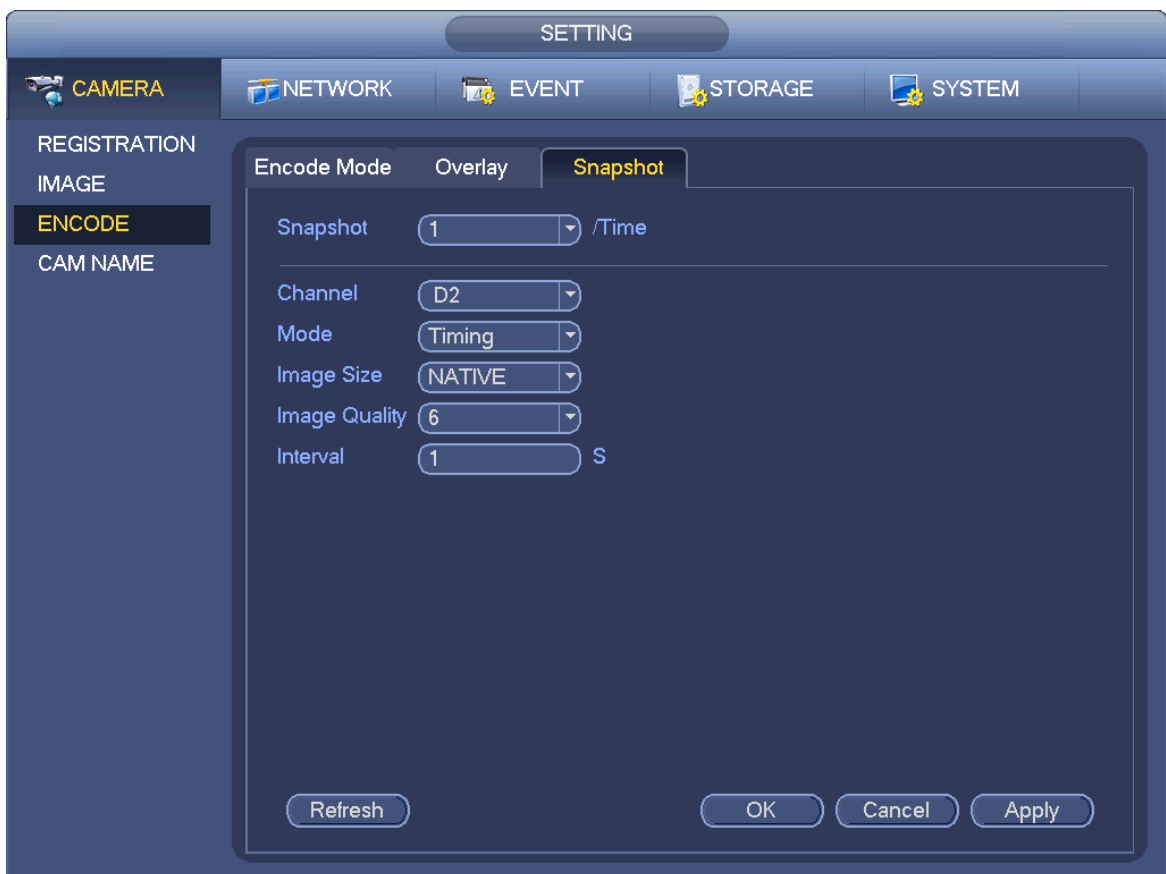 SETTING
CAMERA NETWORK EVENT STORAGE SYSTEM
REGISTRATION
IMAGE
ENCODE
CAM NAME
Encode Mode Overlay Snapshot
Snapshot 1 /Time
Channel D2
Mode Timing
Image Size NATIVE
Image Quality 6
Interval 1 S
Refresh OK Cancel Apply